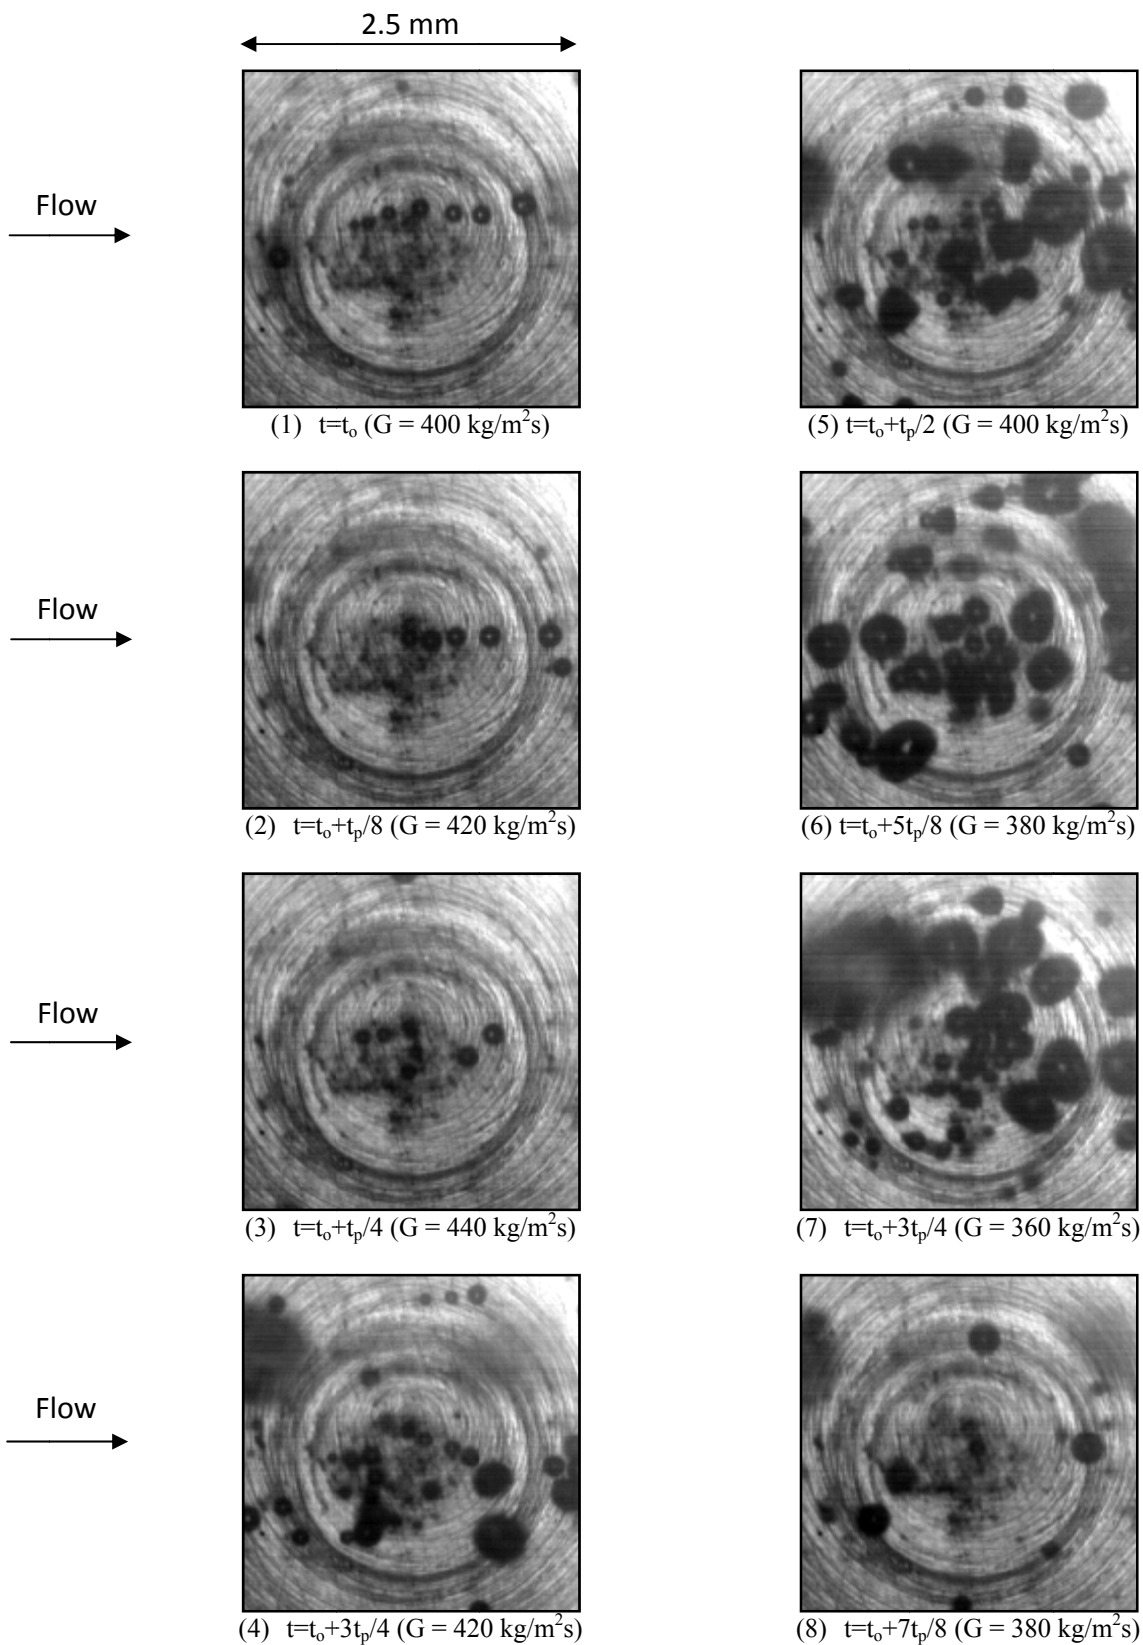 2.5 mm
Flow
(1) t=tₒ (G = 400 kg/m²s)
(5) t=tₒ+tₚ/2 (G = 400 kg/m²s)
Flow
(2) t=tₒ+tₚ/8 (G = 420 kg/m²s)
(6) t=tₒ+5tₚ/8 (G = 380 kg/m²s)
Flow
(3) t=tₒ+tₚ/4 (G = 440 kg/m²s)
(7) t=tₒ+3tₚ/4 (G = 360 kg/m²s)
Flow
(4) t=tₒ+3tₚ/4 (G = 420 kg/m²s)
(8) t=tₒ+7tₚ/8 (G = 380 kg/m²s)